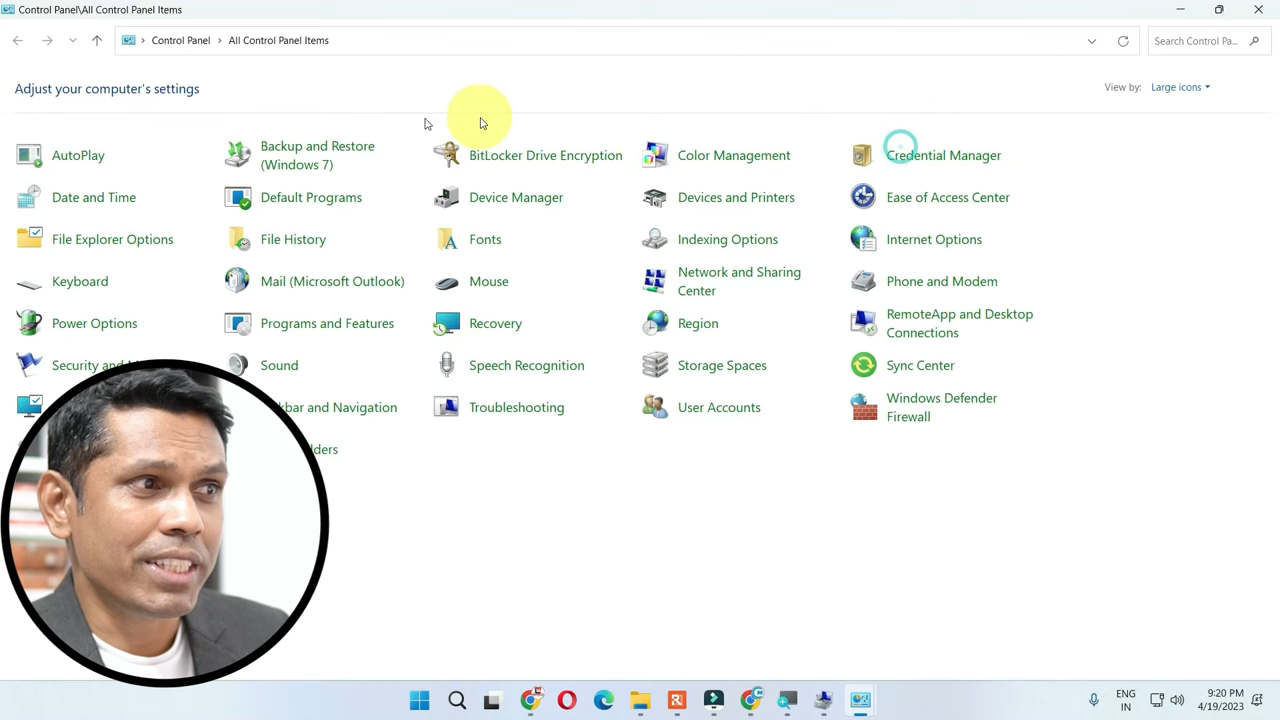 Control Panel\All Control Panel Items
Control Panel
All Control Panel Items
Search Control Pa...
Adjust your computer's settings
View by:
Large icons
AutoPlay
Backup and Restore
(Windows 7)
BitLocker Drive Encryption
Color Management
Credential Manager
Date and Time
Default Programs
Device Manager
Devices and Printers
Ease of Access Center
File Explorer Options
File History
Fonts
Indexing Options
Internet Options
Keyboard
Mail (Microsoft Outlook)
Mouse
Network and Sharing
Center
Phone and Modem
Power Options
Programs and Features
Recovery
Region
RemoteApp and Desktop
Connections
Security and
Sound
Speech Recognition
Storage Spaces
Sync Center
and Navigation
Troubleshooting
User Accounts
Windows Defender
Firewall
ENG
IN
9:20 PM
4/19/2023